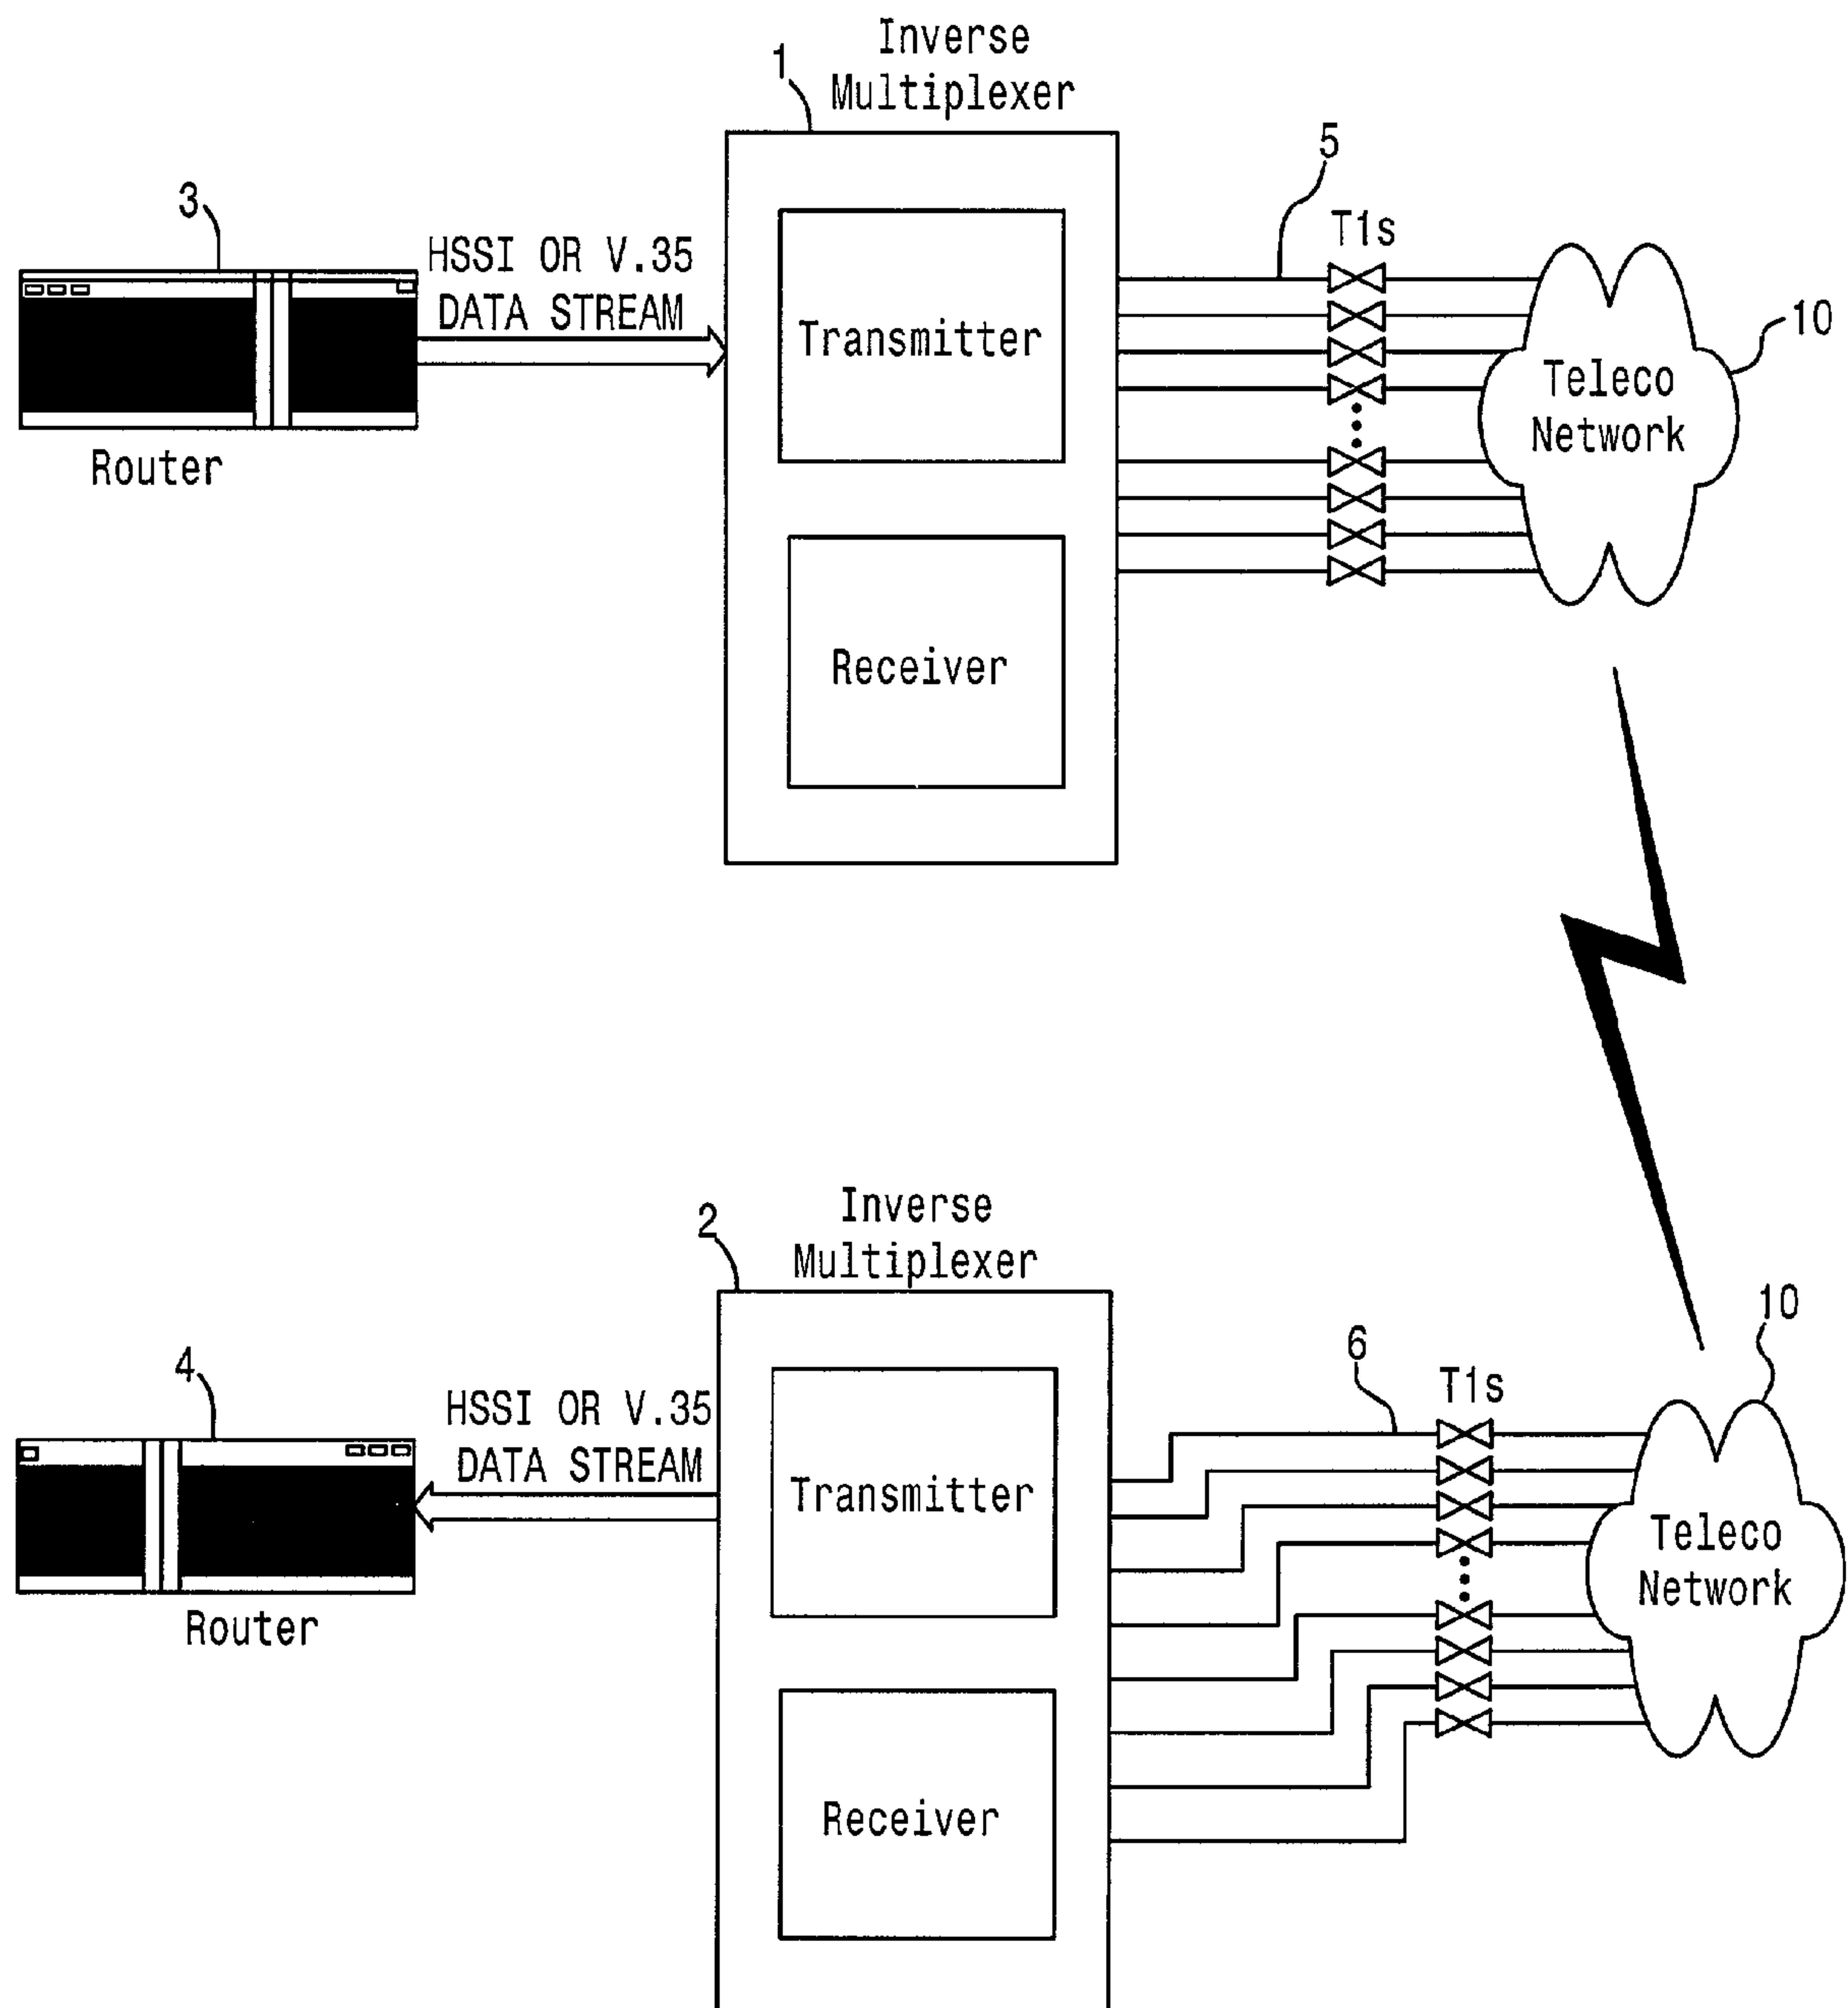 Inverse
Multiplexer
1
5
3
T1s
HSSI OR V.35
DATA STREAM
10
Transmitter
Teleco
Network
Router
Receiver
Inverse
Multiplexer
2
10
6
4
T1s
HSSI OR V.35
DATA STREAM
Transmitter
Teleco
Network
Router
Receiver